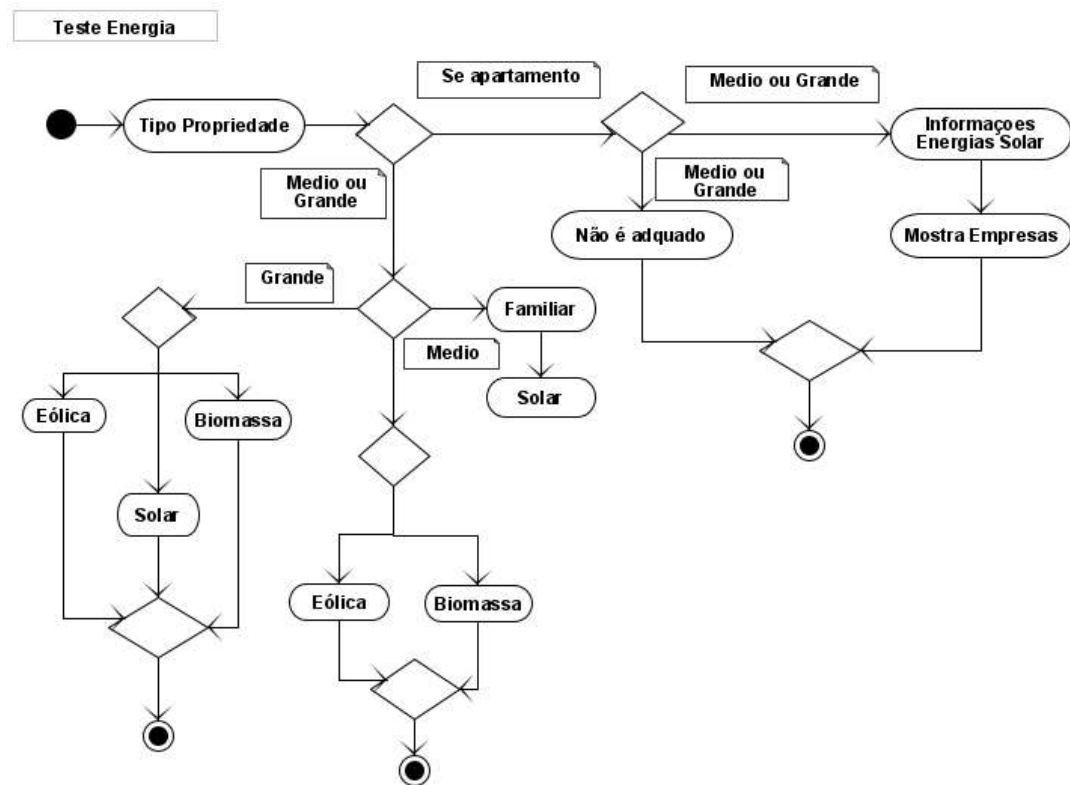 Teste Energia
Se apartamento
Medio ou Grande
Tipo Propriedade
Informaçoes
Energias Solar
Medio ou
Grande
Medio ou
Grande
Não é adquado
Mostra Empresas
Grande
Familiar
Medio
Solar
Eólica
Biomassa
Solar
Eólica
Biomassa